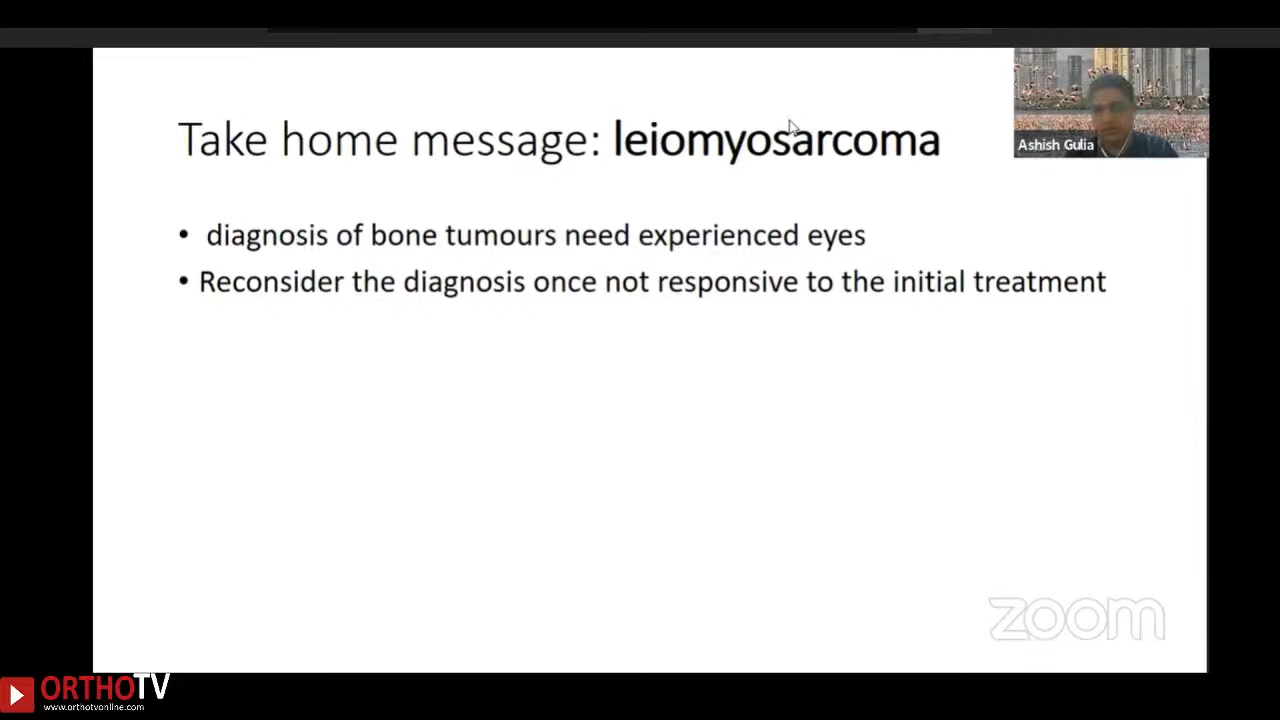 Take home message: leiomyosarcoma
Ashish Gulia
• diagnosis of bone tumours need experienced eyes
• Reconsider the diagnosis once not responsive to the initial treatment
zoom
ORTHOTV
www.orthotvonline.com